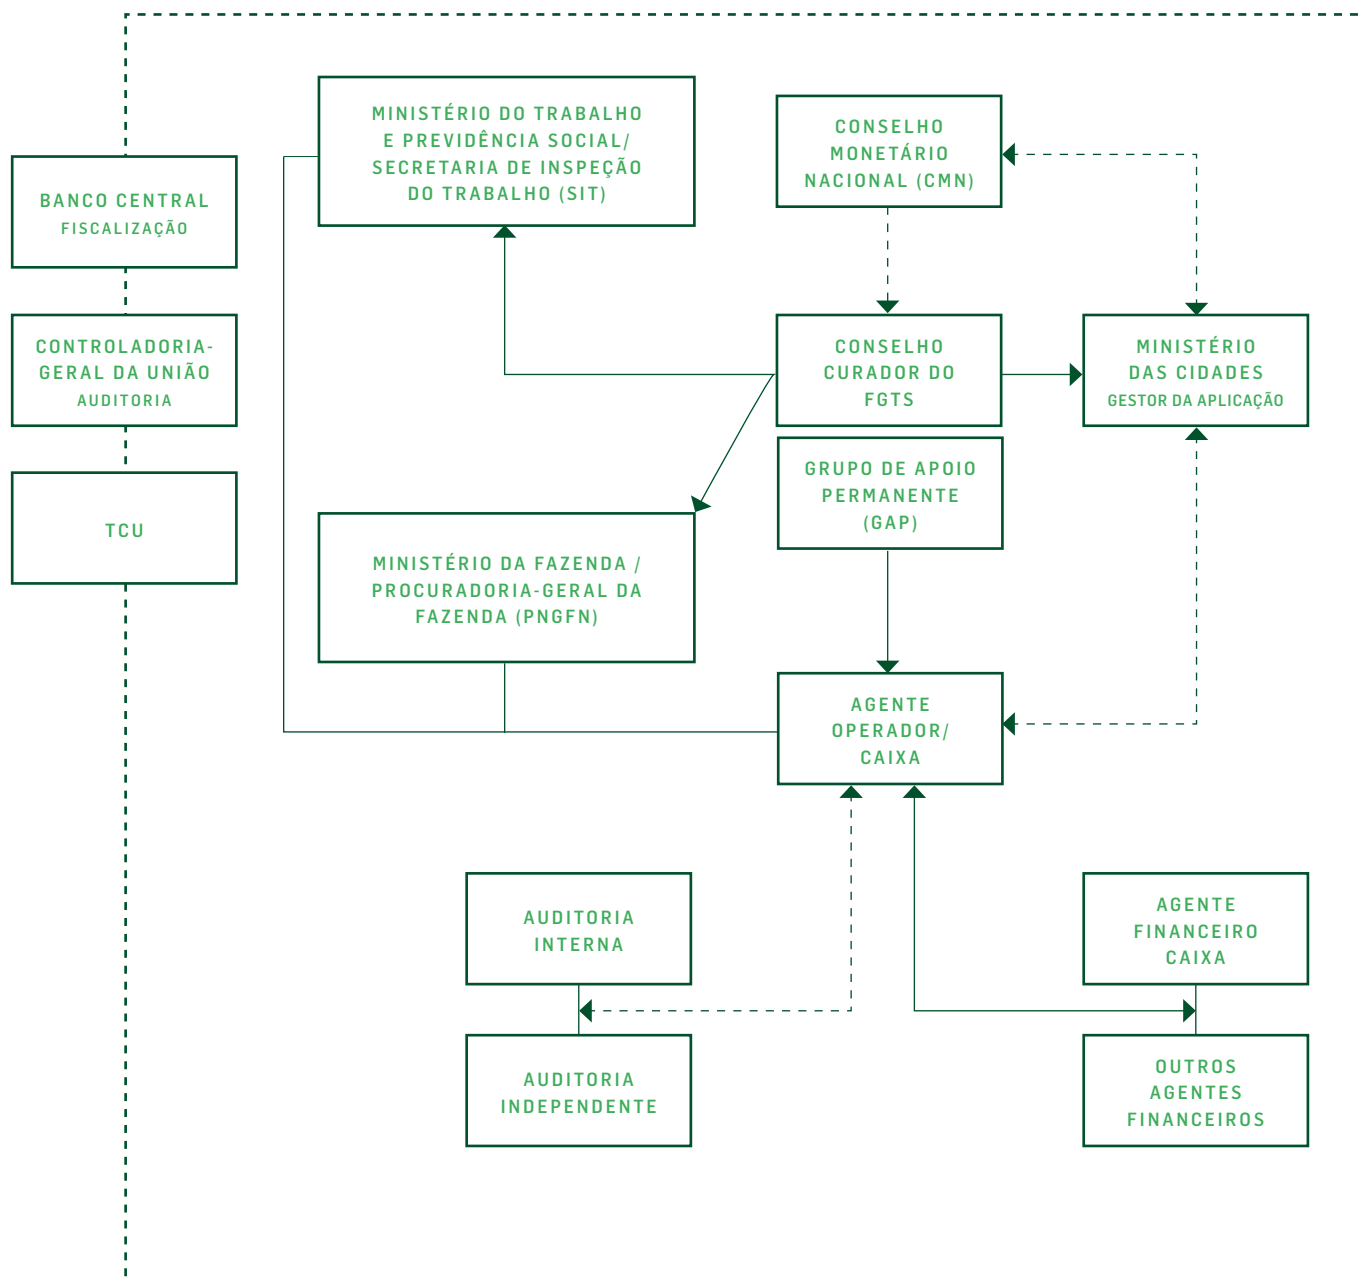 MINISTÉRIO DO TRABALHO
E PREVIDÊNCIA SOCIAL/
SECRETARIA DE INSPEÇÃO
DO TRABALHO (SIT)
CONSELHO
MONETÁRIO
NACIONAL (CMN)
BANCO CENTRAL
FISCALIZAÇÃO
CONTROLADORIA-
GERAL DA UNIÃO
AUDITORIA
CONSELHO
CURADOR DO
FGTS
MINISTÉRIO
DAS CIDADES
GESTOR DA APLICAÇÃO
GRUPO DE APOIO
PERMANENTE
(GAP)
TCU
MINISTÉRIO DA FAZENDA /
PROCURADORIA-GERAL DA
FAZENDA (PNGFN)
AGENTE
OPERADOR/
CAIXA
AUDITORIA
INTERNA
AGENTE
FINANCEIRO
CAIXA
AUDITORIA
INDEPENDENTE
OUTROS
AGENTES
FINANCEIROS